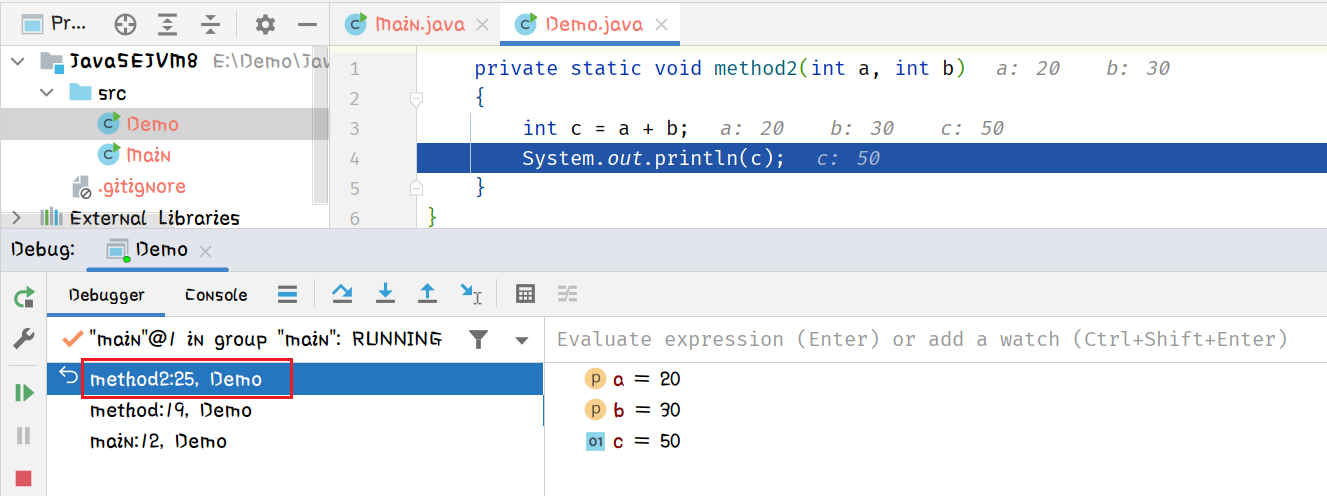 Pr...
Main.java
Demo.java
JavaSEJVM8 E:\Demo\Jav
src
Demo
Main
.gitignore
External Libraries
1 private static void method2(int a, int b) a: 20 b: 30
2 {
3 int c = a + b; a: 20 b: 30 c: 50
4 System.out.println(c); c: 50
5 }
6 }
Debug: Demo
Debugger Console
"main"@1 in group "main": RUNNING
Evaluate expression (Enter) or add a watch (Ctrl+Shift+Enter)
method2:25, Demo
method:19, Demo
main:12, Demo
p a = 20
p b = 30
01 c = 50